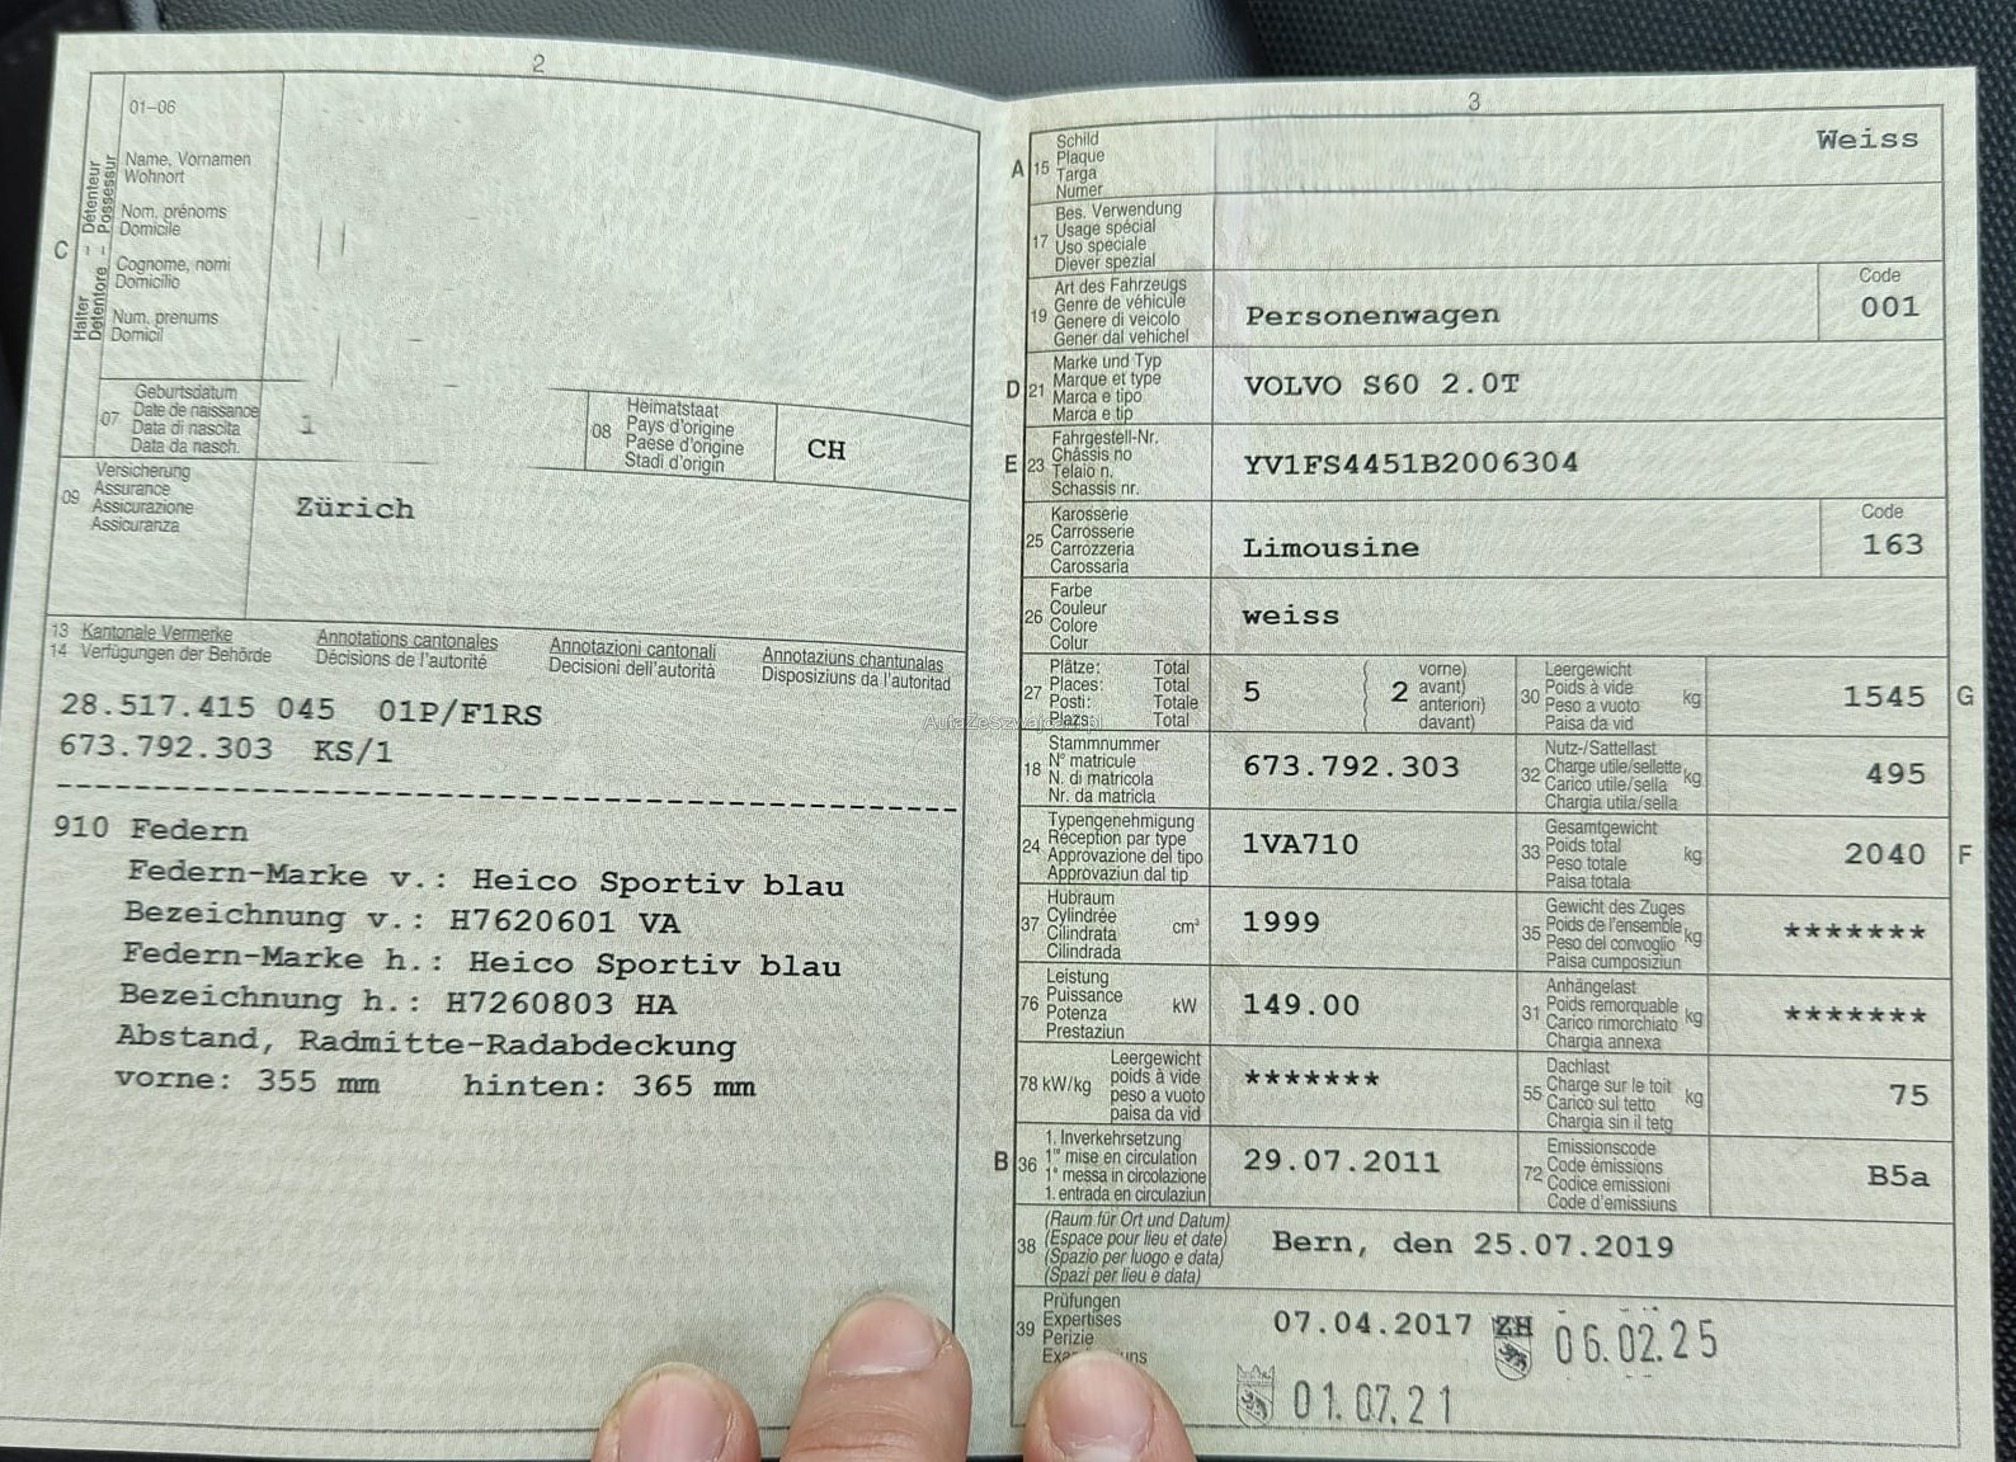 2
01-06
Halter – Détenteur
Detentore – Possessur
C
Name, Vornamen
Wohnort
Nom, prénoms
Domicile
Cognome, nomi
Domicilio
Num, prenums
Domicil
07
Geburtsdatum
Date de naissance
Data di nascita
Data da nasch.
1
08
Heimatstaat
Pays d'origine
Paese d'origine
Stadi d'origin
CH
09
Versicherung
Assurance
Assicurazione
Assicuranza
Zürich
13 Kantonale Vermerke Annotations cantonales Annotazioni cantonali Annotaziuns chantunalas
14 Verfügungen der Behörde Décisions de l'autorité Decisioni dell'autorità Disposiziuns da l'autoritad
28.517.415 045 01P/F1RS
673.792.303 KS/1
910 Federn
Federn-Marke v.: Heico Sportiv blau
Bezeichnung v.: H7620601 VA
Federn-Marke h.: Heico Sportiv blau
Bezeichnung h.: H7260803 HA
Abstand, Radmitte-Radabdeckung
vorne: 355 mm hinten: 365 mm
3
A 15
Schild
Plaque
Targa
Numer
Weiss
17
Bes. Verwendung
Usage spécial
Uso speciale
Diever spezial
19
Art des Fahrzeugs
Genre de véhicule
Genere di veicolo
Gener dal vehichel
Personenwagen
Code
001
D 21
Marke und Typ
Marque et type
Marca e tipo
Marca e tip
VOLVO S60 2.0T
E 23
Fahrgestell-Nr.
Châssis no
Telaio n.
Schassis nr.
YV1FS4451B2006304
25
Karosserie
Carrosserie
Carrozzeria
Carossaria
Limousine
Code
163
26
Farbe
Couleur
Colore
Colur
weiss
27
Plätze: Total
Places: Total
Posti: Totale
Plazs: Total
5
2
vorne)
avant)
anteriori)
davant)
30
Leergewicht
Poids à vide
Peso a vuoto
Paisa da vid
kg
1545
G
AutaZeSzwajcarii.pl
18
Stammnummer
N° matricule
N. di matricola
Nr. da matricla
673.792.303
32
Nutz-/Sattellast
Charge utile/sellette
Carico utile/sella
Chargia utila/sella
kg
495
24
Typengenehmigung
Réception par type
Approvazione del tipo
Approvaziun dal tip
1VA710
33
Gesamtgewicht
Poids total
Peso totale
Paisa totala
kg
2040
F
37
Hubraum
Cylindrée
Cilindrata
Cilindrada
cm³
1999
35
Gewicht des Zuges
Poids de l'ensemble
Peso del convoglio
Paisa cumposiziun
kg
*******
76
Leistung
Puissance
Potenza
Prestaziun
kW
149.00
31
Anhängelast
Poids remorquable
Carico rimorchiato
Chargia annexa
kg
*******
78 kW/kg
Leergewicht
poids à vide
peso a vuoto
paisa da vid
*******
55
Dachlast
Charge sur le toit
Carico sul tetto
Chargia sin il tetg
kg
75
B 36
1. Inverkehrsetzung
1re mise en circulation
1a messa in circolazione
1. entrada en circulaziun
29.07.2011
72
Emissionscode
Code émissions
Codice emissioni
Code d'emissiuns
B5a
38
(Raum für Ort und Datum)
(Espace pour lieu et date)
(Spazio per luogo e data)
(Spazi per lieu e data)
Bern, den 25.07.2019
39
Prüfungen
Expertises
Perizie
07.04.2017 ZH 06.02.25
01.07.21